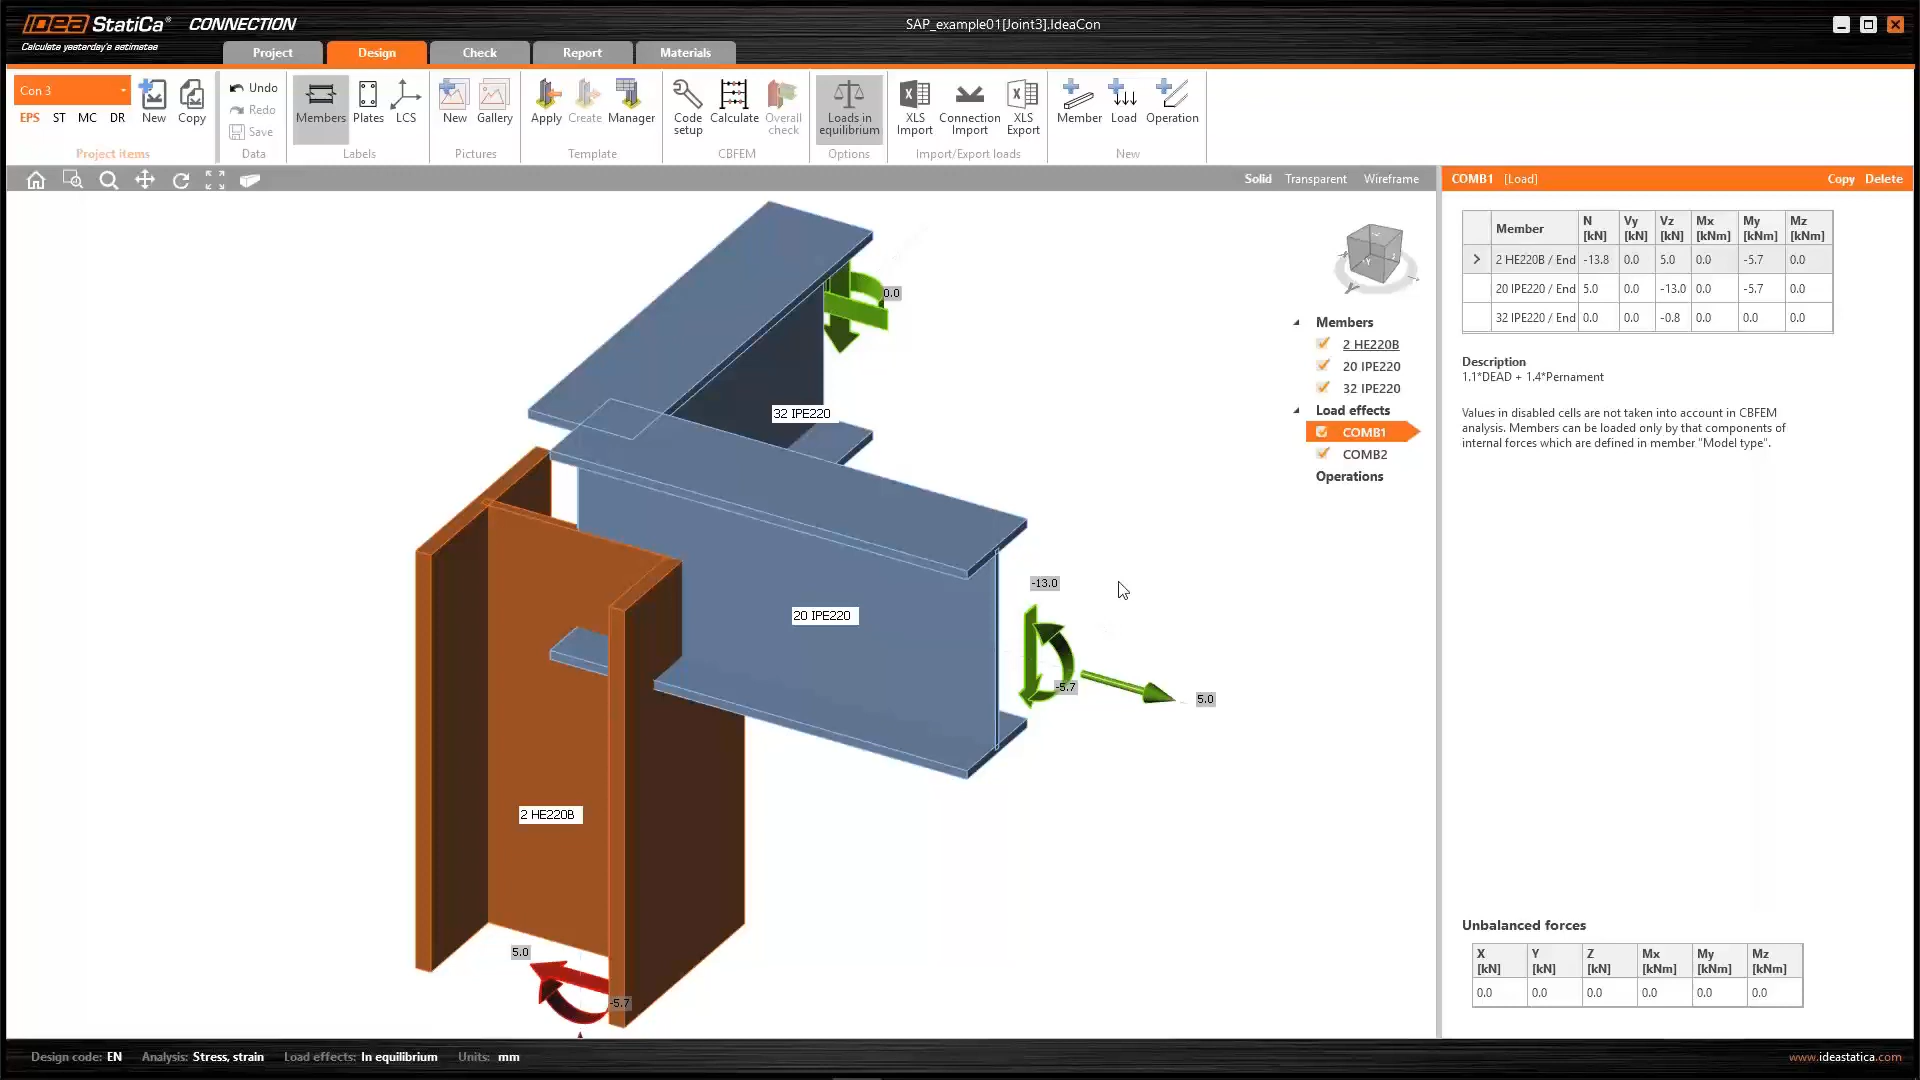 IDEA StatiCa® CONNECTION
Calculate yesterday's estimates
SAP_example01[Joint3].IdeaCon
Project
Design
Check
Report
Materials
Con 3
EPS ST MC DR
New
Copy
Project items
Undo
Redo
Save
Data
Members
Plates
LCS
Labels
New
Gallery
Pictures
Apply
Create
Manager
Template
Code setup
Calculate
Overall check
CBFEM
Loads in equilibrium
Options
XLS Import
Connection Import
XLS Export
Import/Export loads
Member
Load
Operation
New
Solid Transparent Wireframe
COMB1 [Load] Copy Delete
Member N [kN] Vy [kN] Vz [kN] Mx [kNm] My [kNm] Mz [kNm]
2 HE220B / End -13.8 0.0 5.0 0.0 -5.7 0.0
20 IPE220 / End 5.0 0.0 -13.0 0.0 -5.7 0.0
32 IPE220 / End 0.0 0.0 -0.8 0.0 0.0 0.0
Description
1.1*DEAD + 1.4*Pernament
Values in disabled cells are not taken into account in CBFEM
analysis. Members can be loaded only by that components of
internal forces which are defined in member "Model type".
Members
2 HE220B
20 IPE220
32 IPE220
Load effects
COMB1
COMB2
Operations
0.0
32 IPE220
-13.0
20 IPE220
-5.7
5.0
2 HE220B
5.0
-5.7
Unbalanced forces
X [kN] Y [kN] Z [kN] Mx [kNm] My [kNm] Mz [kNm]
0.0 0.0 0.0 0.0 0.0 0.0
Design code: EN Analysis: Stress, strain Load effects: In equilibrium Units: mm
www.ideastatica.com